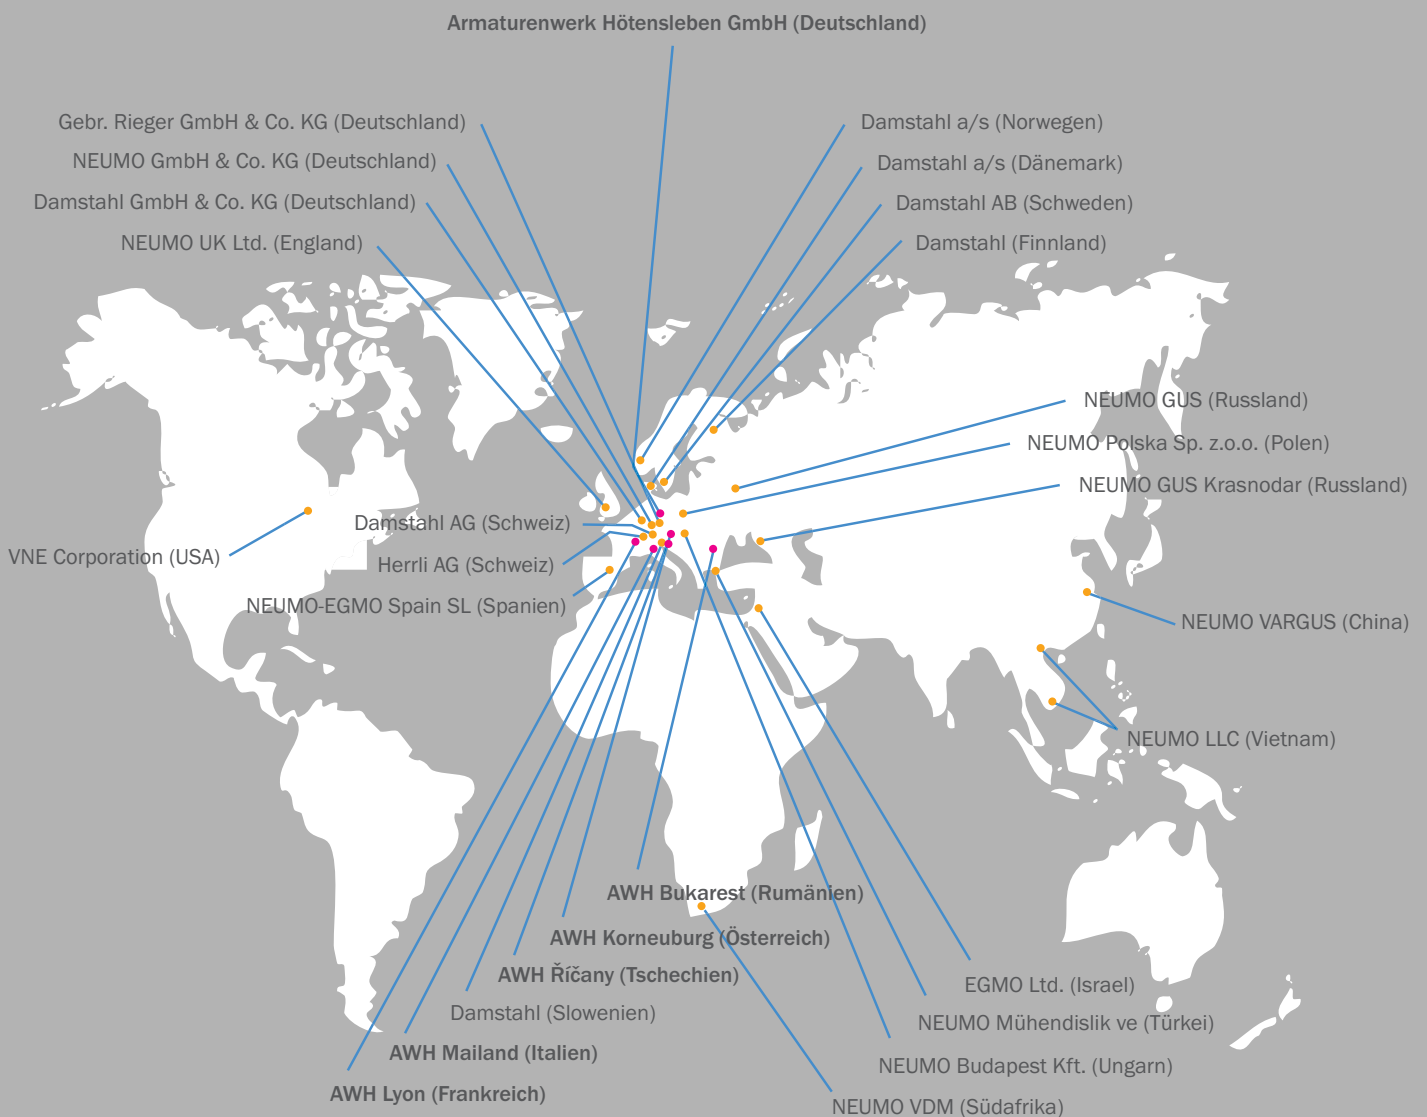 Armaturenwerk Hötensleben GmbH (Deutschland)
Gebr. Rieger GmbH & Co. KG (Deutschland)
NEUMO GmbH & Co. KG (Deutschland)
Damstahl GmbH & Co. KG (Deutschland)
NEUMO UK Ltd. (England)
Damstahl a/s (Norwegen)
Damstahl a/s (Dänemark)
Damstahl AB (Schweden)
Damstahl (Finnland)
NEUMO GUS (Russland)
NEUMO Polska Sp. z.o.o. (Polen)
NEUMO GUS Krasnodar (Russland)
Damstahl AG (Schweiz)
VNE Corporation (USA)
Herrli AG (Schweiz)
NEUMO-EGMO Spain SL (Spanien)
NEUMO VARGUS (China)
NEUMO LLC (Vietnam)
AWH Bukarest (Rumänien)
AWH Korneuburg (Österreich)
AWH Říčany (Tschechien)
Damstahl (Slowenien)
AWH Mailand (Italien)
AWH Lyon (Frankreich)
EGMO Ltd. (Israel)
NEUMO Mühendislik ve (Türkei)
NEUMO Budapest Kft. (Ungarn)
NEUMO VDM (Südafrika)